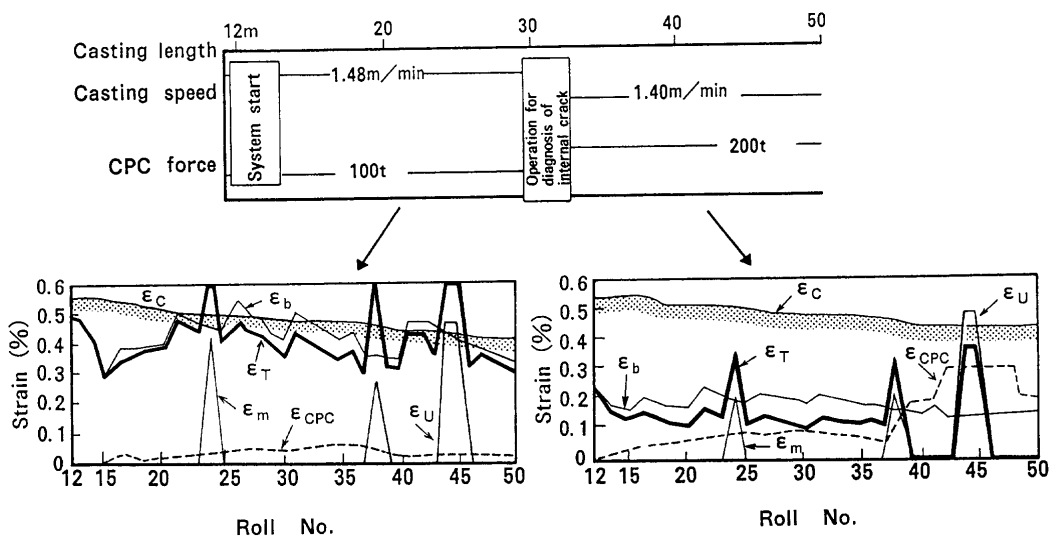 12m 20 30 40 50
Casting length
Casting speed
CPC force
System start
1.48m/min
100t
Operation for
diagnosis of
internal crack
1.40m/min
200t
Strain (%)
0.6
0.5
0.4
0.3
0.2
0.1
0
εC
εb
εT
εm
εCPC
εU
12 15 20 25 30 35 40 45 50
Roll No.
Strain (%)
0.6
0.5
0.4
0.3
0.2
0.1
0
εC
εU
εT
εCPC
εb
εm
12 15 20 25 30 35 40 45 50
Roll No.